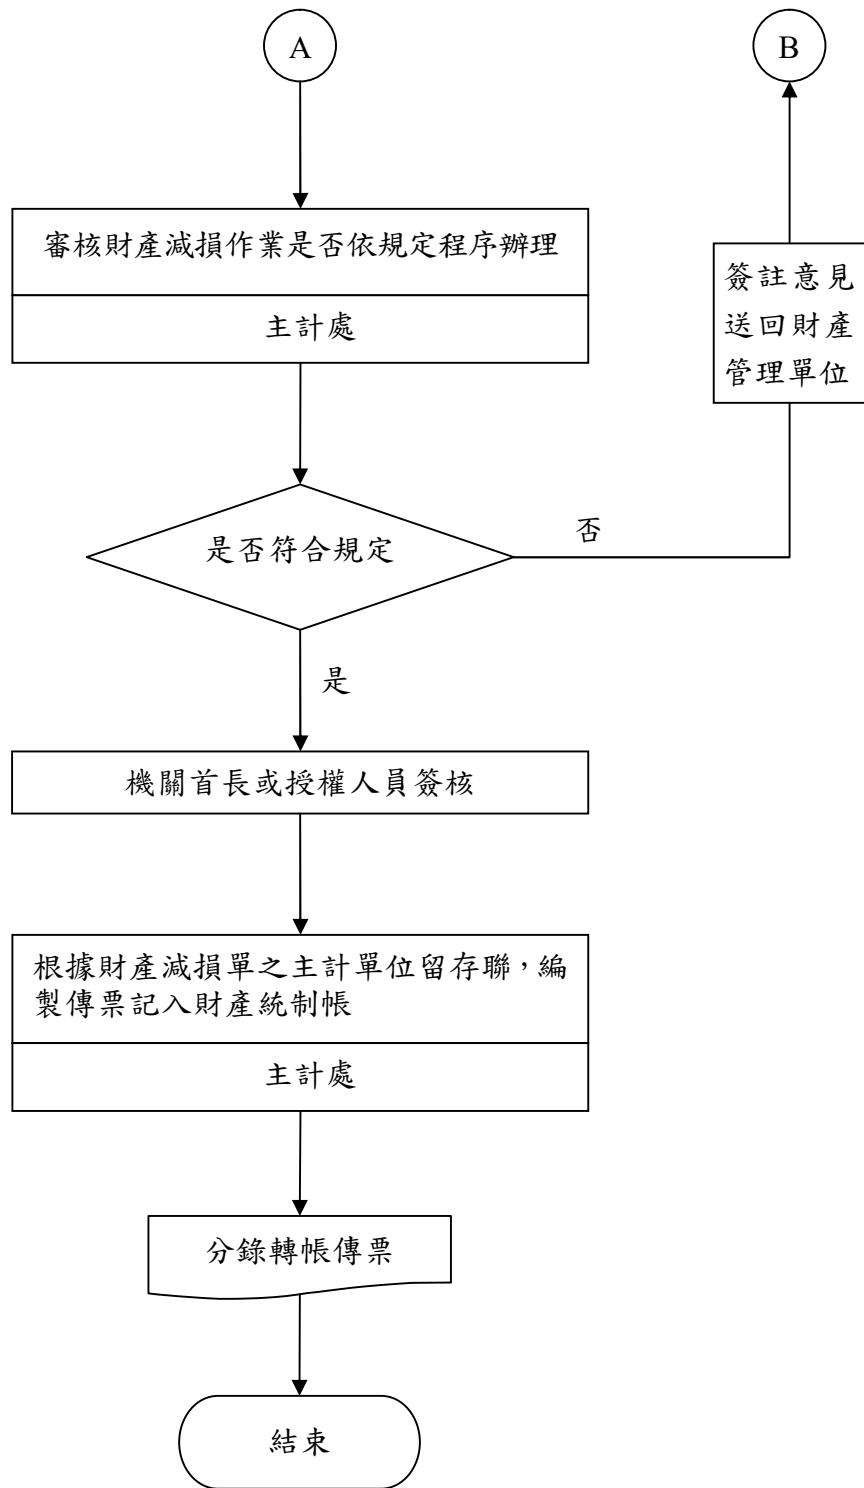 A
B
審核財產減損作業是否依規定程序辦理
主計處
簽註意見
送回財產
管理單位
是否符合規定
否
是
機關首長或授權人員簽核
根據財產減損單之主計單位留存聯，編
製傳票記入財產統制帳
主計處
分錄轉帳傳票
結束